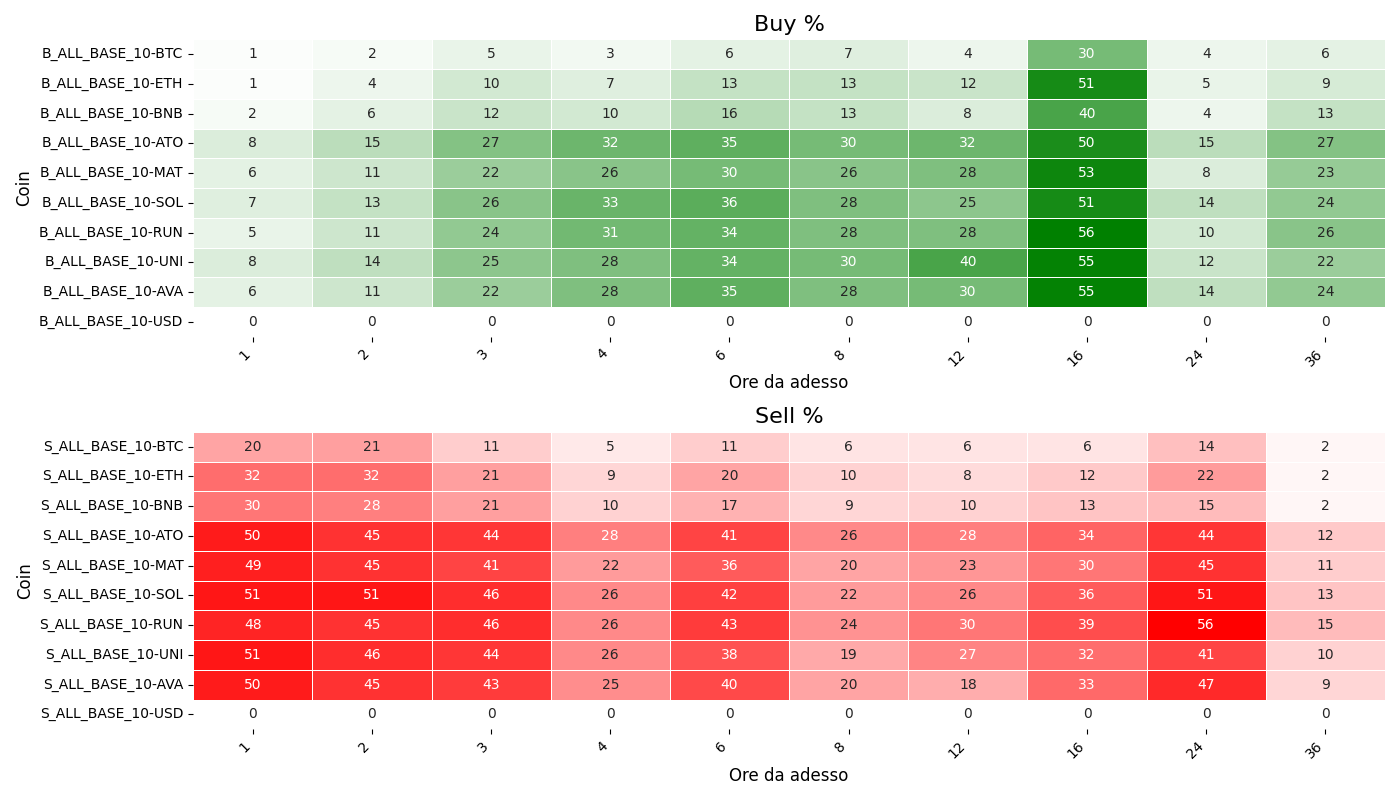 Buy %
Coin
B_ALL_BASE_10-BTC 1 2 5 3 6 7 4 30 4 6
B_ALL_BASE_10-ETH 1 4 10 7 13 13 12 51 5 9
B_ALL_BASE_10-BNB 2 6 12 10 16 13 8 40 4 13
B_ALL_BASE_10-ATO 8 15 27 32 35 30 32 50 15 27
B_ALL_BASE_10-MAT 6 11 22 26 30 26 28 53 8 23
B_ALL_BASE_10-SOL 7 13 26 33 36 28 25 51 14 24
B_ALL_BASE_10-RUN 5 11 24 31 34 28 28 56 10 26
B_ALL_BASE_10-UNI 8 14 25 28 34 30 40 55 12 22
B_ALL_BASE_10-AVA 6 11 22 28 35 28 30 55 14 24
B_ALL_BASE_10-USD 0 0 0 0 0 0 0 0 0 0
1 2 3 4 6 8 12 16 24 36
Ore da adesso
Sell %
Coin
S_ALL_BASE_10-BTC 20 21 11 5 11 6 6 6 14 2
S_ALL_BASE_10-ETH 32 32 21 9 20 10 8 12 22 2
S_ALL_BASE_10-BNB 30 28 21 10 17 9 10 13 15 2
S_ALL_BASE_10-ATO 50 45 44 28 41 26 28 34 44 12
S_ALL_BASE_10-MAT 49 45 41 22 36 20 23 30 45 11
S_ALL_BASE_10-SOL 51 51 46 26 42 22 26 36 51 13
S_ALL_BASE_10-RUN 48 45 46 26 43 24 30 39 56 15
S_ALL_BASE_10-UNI 51 46 44 26 38 19 27 32 41 10
S_ALL_BASE_10-AVA 50 45 43 25 40 20 18 33 47 9
S_ALL_BASE_10-USD 0 0 0 0 0 0 0 0 0 0
1 2 3 4 6 8 12 16 24 36
Ore da adesso